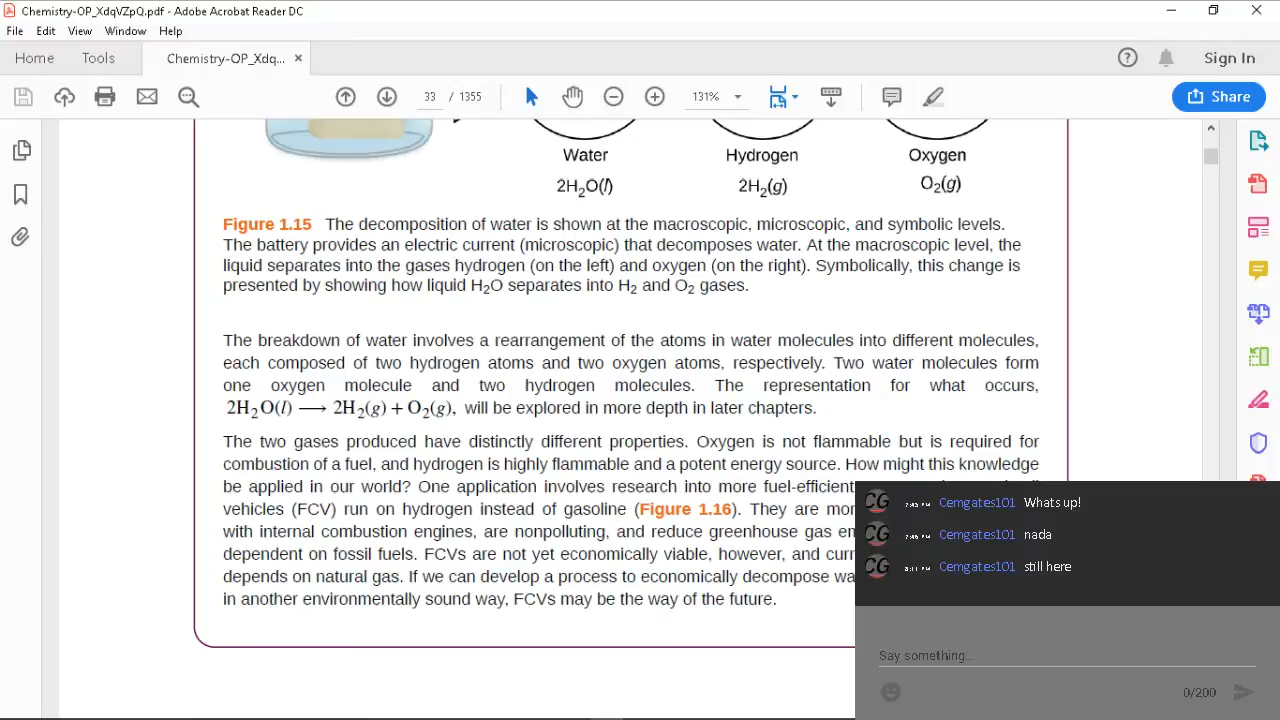 Chemistry-OP_XdqVZpQ.pdf - Adobe Acrobat Reader DC
File Edit View Window Help
Home Tools Chemistry-OP_Xdq... × Sign In
33 / 1355 131% Share
Water Hydrogen Oxygen
2H₂O(l) 2H₂(g) O₂(g)
Figure 1.15 The decomposition of water is shown at the macroscopic, microscopic, and symbolic levels.
The battery provides an electric current (microscopic) that decomposes water. At the macroscopic level, the
liquid separates into the gases hydrogen (on the left) and oxygen (on the right). Symbolically, this change is
presented by showing how liquid H₂O separates into H₂ and O₂ gases.
The breakdown of water involves a rearrangement of the atoms in water molecules into different molecules,
each composed of two hydrogen atoms and two oxygen atoms, respectively. Two water molecules form
one oxygen molecule and two hydrogen molecules. The representation for what occurs,
2H₂O(l) ⟶ 2H₂(g) + O₂(g), will be explored in more depth in later chapters.
The two gases produced have distinctly different properties. Oxygen is not flammable but is required for
combustion of a fuel, and hydrogen is highly flammable and a potent energy source. How might this knowledge
be applied in our world? One application involves research into more fuel-efficient
vehicles (FCV) run on hydrogen instead of gasoline (Figure 1.16). They are mor
with internal combustion engines, are nonpolluting, and reduce greenhouse gas em
dependent on fossil fuels. FCVs are not yet economically viable, however, and curr
depends on natural gas. If we can develop a process to economically decompose wa
in another environmentally sound way, FCVs may be the way of the future.
CG Cemgates101 Whats up!
CG Cemgates101 nada
CG Cemgates101 still here
Say something...
0/200